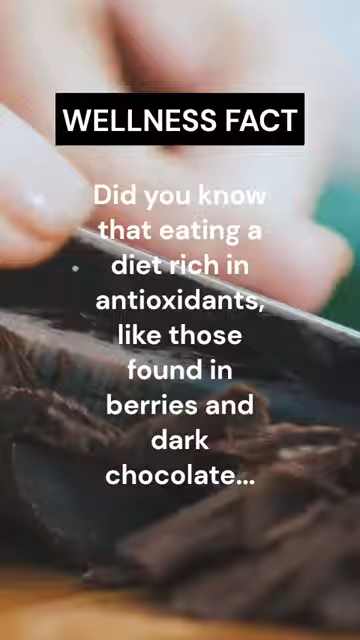 WELLNESS FACT
Did you know
that eating a
diet rich in
antioxidants,
like those
found in
berries and
dark
chocolate...